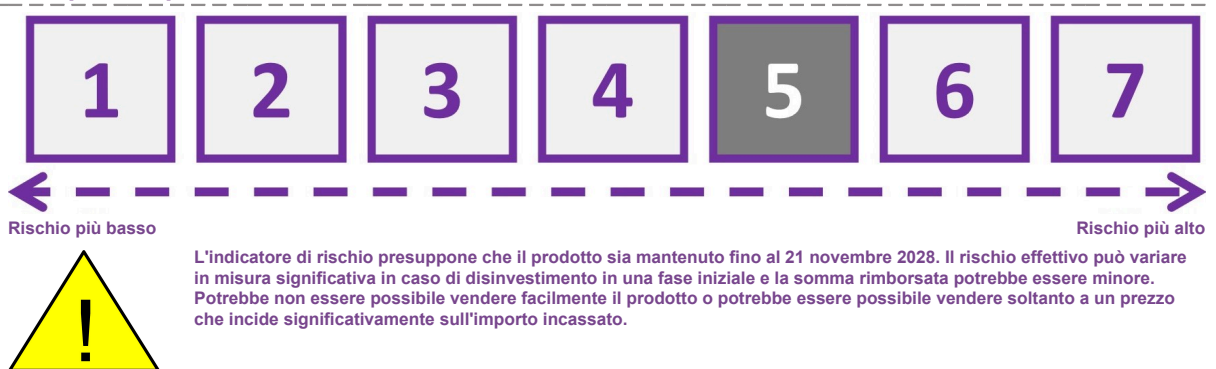 1 2 3 4 5 6 7
Rischio più basso Rischio più alto
!
L'indicatore di rischio presuppone che il prodotto sia mantenuto fino al 21 novembre 2028. Il rischio effettivo può variare
in misura significativa in caso di disinvestimento in una fase iniziale e la somma rimborsata potrebbe essere minore.
Potrebbe non essere possibile vendere facilmente il prodotto o potrebbe essere possibile vendere soltanto a un prezzo
che incide significativamente sull'importo incassato.